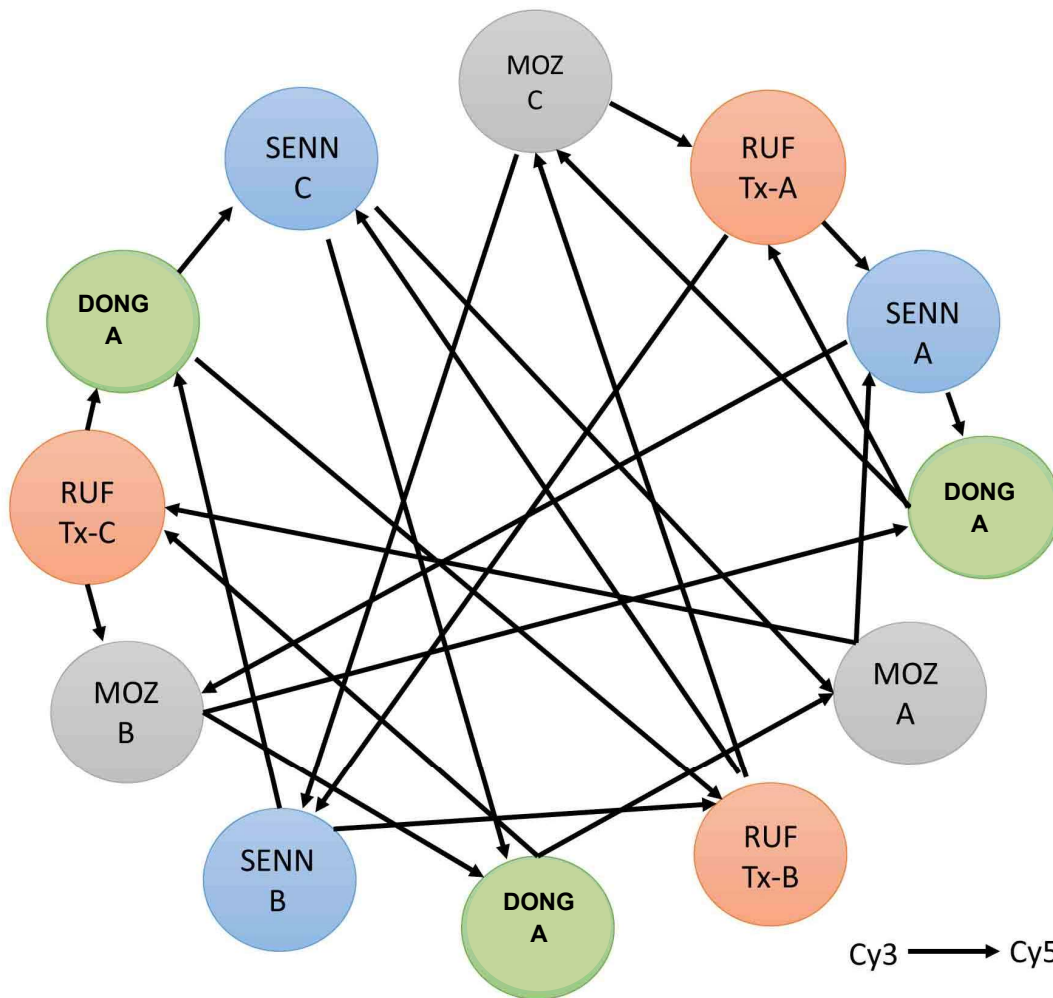 MOZ
C
SENN
C
RUF
Tx-A
DONG
A
SENN
A
RUF
Tx-C
DONG
A
MOZ
B
MOZ
A
SENN
B
DONG
A
RUF
Tx-B
Cy3 Cy5